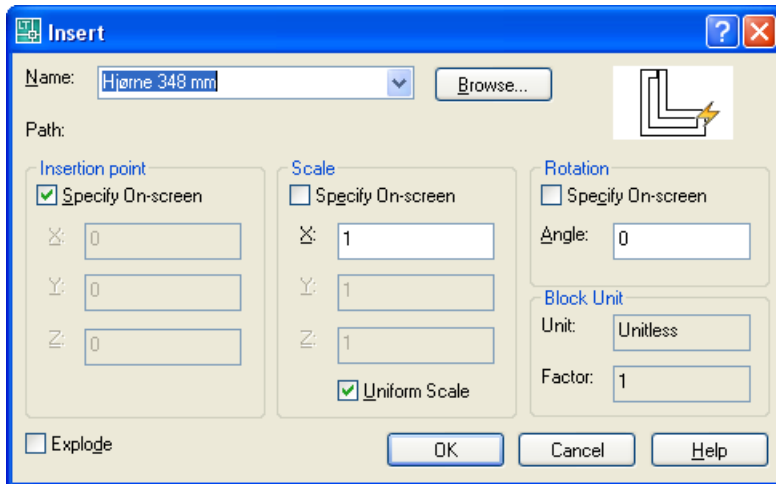 LT
Insert
Name: Hjørne 348 mm Browse...
Path:
Insertion point
Specify On-screen
X: 0
Y: 0
Z: 0
Scale
Specify On-screen
X: 1
Y: 1
Z: 1
Uniform Scale
Rotation
Specify On-screen
Angle: 0
Block Unit
Unit: Unitless
Factor: 1
Explode
OK Cancel Help